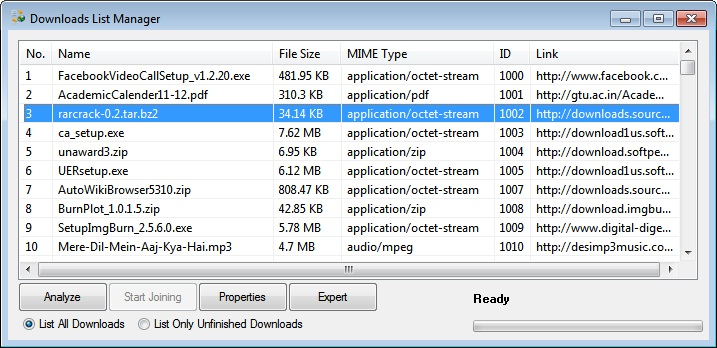 Downloads List Manager
No. Name File Size MIME Type ID Link
1 FacebookVideoCallSetup_v1.2.20.exe 481.95 KB application/octet-stream 1000 http://www.facebook.c...
2 AcademicCalender11-12.pdf 310.3 KB application/pdf 1001 http://gtu.ac.in/Acade...
3 rarcrack-0.2.tar.bz2 34.14 KB application/octet-stream 1002 http://downloads.sourc...
4 ca_setup.exe 7.62 MB application/octet-stream 1003 http://download1us.soft...
5 unaward3.zip 6.95 KB application/zip 1004 http://download.softpe...
6 UERsetup.exe 6.12 MB application/octet-stream 1005 http://download1us.soft...
7 AutoWikiBrowser5310.zip 808.47 KB application/octet-stream 1007 http://downloads.sourc...
8 BurnPlot_1.0.1.5.zip 42.85 KB application/zip 1008 http://download.imgbu...
9 SetupImgBurn_2.5.6.0.exe 5.78 MB application/octet-stream 1009 http://www.digital-dige...
10 Mere-Dil-Mein-Aaj-Kya-Hai.mp3 4.7 MB audio/mpeg 1010 http://desimp3music.co...
Analyze Start Joining Properties Expert Ready
List All Downloads List Only Unfinished Downloads